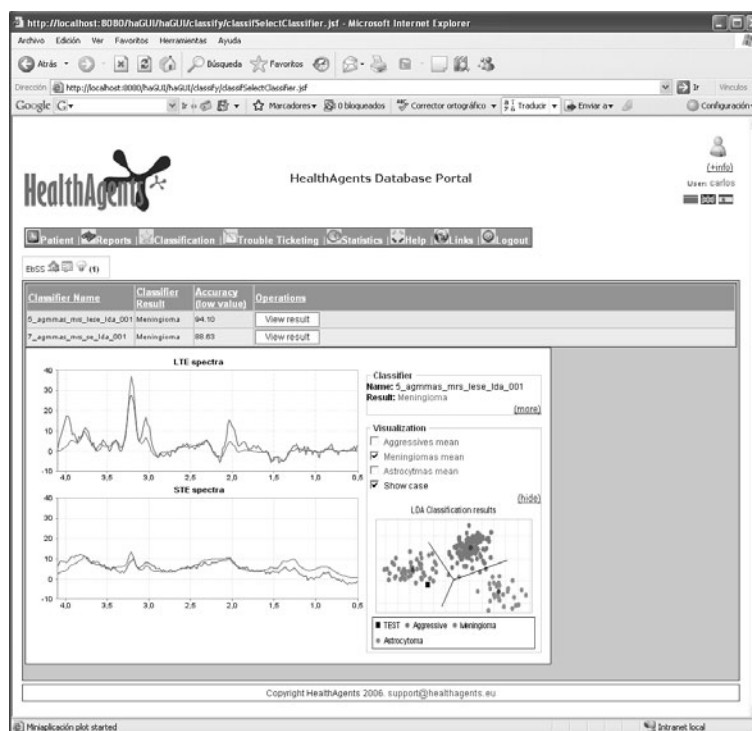 http://localhost:8080/haGUI/haGUI/classify/classifSelectClassifier.jsf - Microsoft Internet Explorer
Archivo Edición Ver Favoritos Herramientas Ayuda
Atrás Búsqueda Favoritos
Dirección http://localhost:8080/haGUI/haGUI/classify/classifSelectClassifier.jsf Ir Vínculos
Google Ir Marcadores 0 bloqueados Corrector ortográfico Traducir Enviar a Configuración
HealthAgents
HealthAgents Database Portal
(+info)
User: carlos
Patient | Reports | Classification | Trouble Ticketing | Statistics | Help | Links | Logout
EbSS (1)
Classifier Name Classifier Result Accuracy (low value) Operations
5_agmmas_mrs_lese_lda_001 Meningioma 94.10 View result
7_agmmas_mrs_se_lda_001 Meningioma 88.63 View result
LTE spectra
40
30
20
10
0
-10
4,0 3,5 3,0 2,5 2,0 1,5 1,0 0,5
STE spectra
40
30
20
10
0
-10
4,0 3,5 3,0 2,5 2,0 1,5 1,0 0,5
Classifier
Name: 5_agmmas_mrs_lese_lda_001
Result: Meningioma
(more)
Visualization
Aggressives mean
Meningiomas mean
Astrocytmas mean
Show case
(hide)
LDA Classification results
TEST Aggressive Meningioma
Astrocytoma
Copyright HealthAgents 2006. support@healthagents.eu
Miniaplicación plot started Intranet local